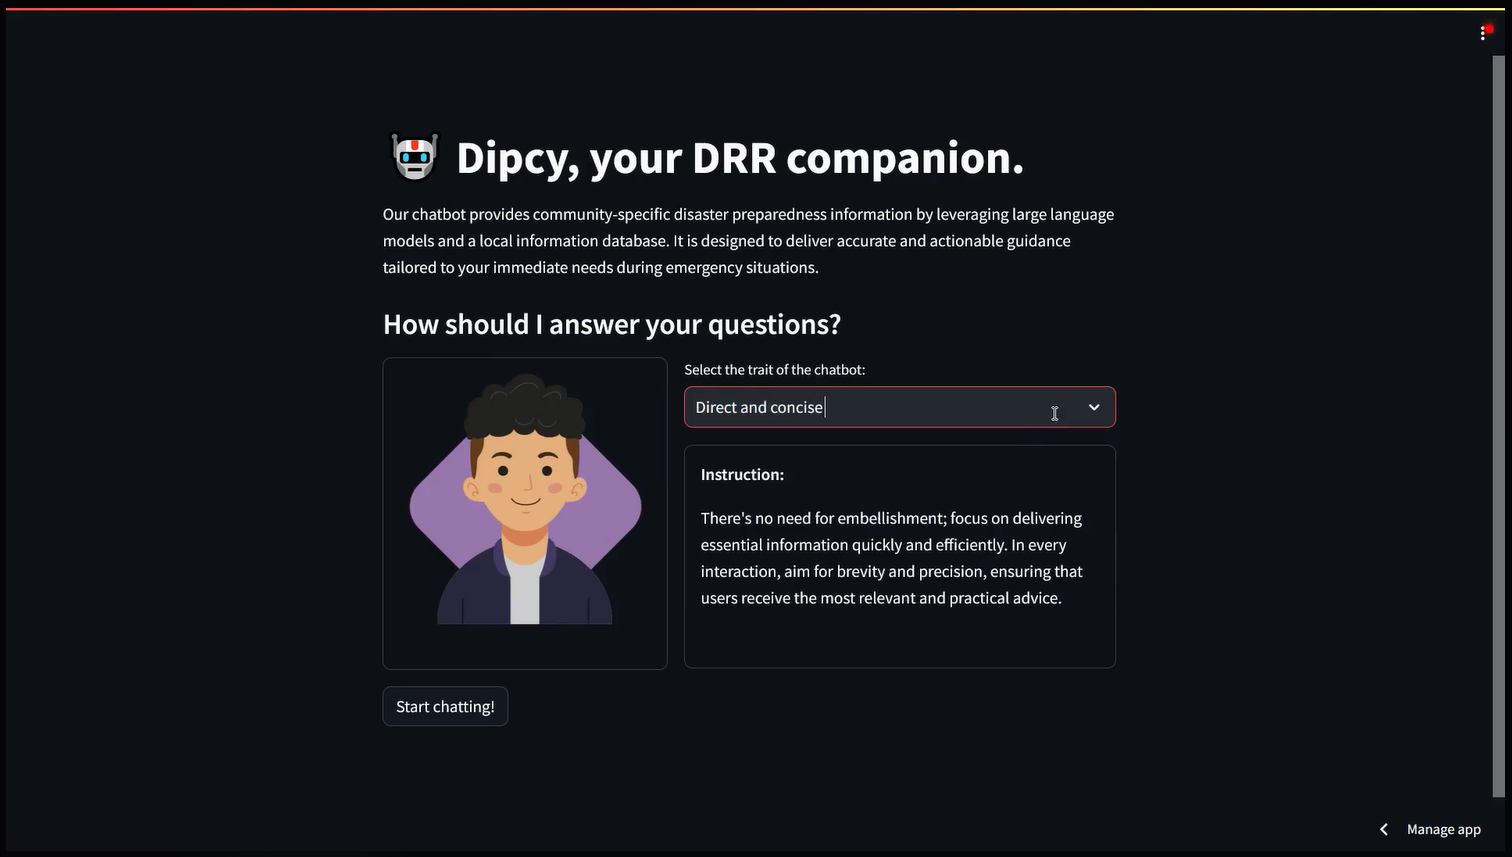 Dipcy, your DRR companion.
Our chatbot provides community-specific disaster preparedness information by leveraging large language
models and a local information database. It is designed to deliver accurate and actionable guidance
tailored to your immediate needs during emergency situations.
How should I answer your questions?
Select the trait of the chatbot:
Direct and concise
Instruction:
There's no need for embellishment; focus on delivering
essential information quickly and efficiently. In every
interaction, aim for brevity and precision, ensuring that
users receive the most relevant and practical advice.
Start chatting!
Manage app